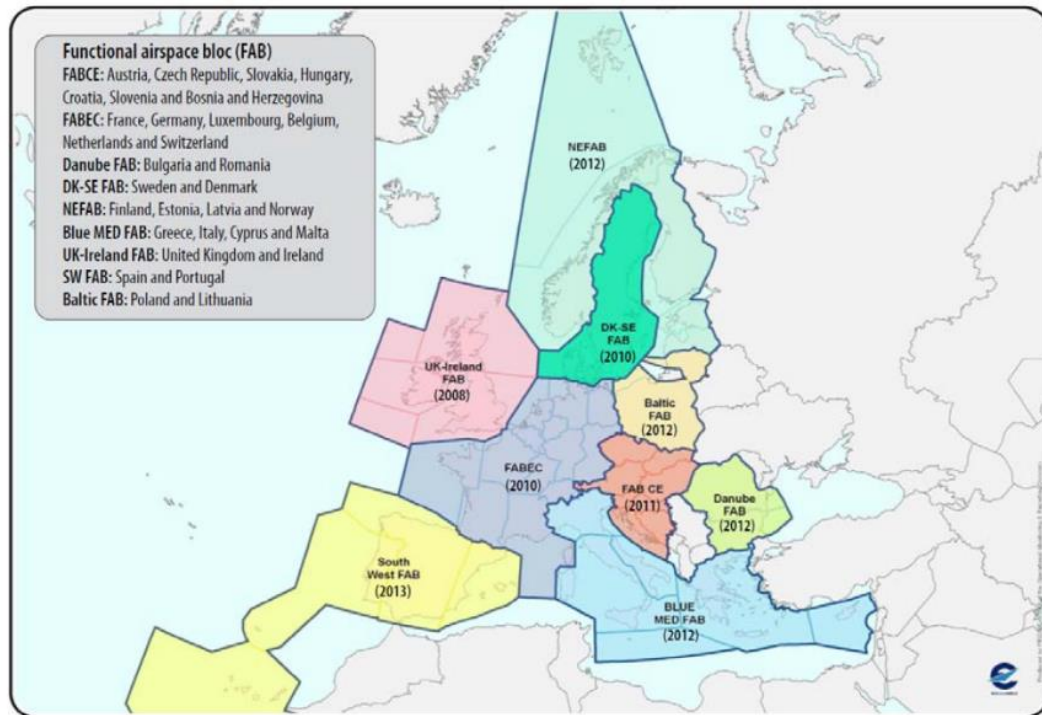 Functional airspace bloc (FAB)
FABCE: Austria, Czech Republic, Slovakia, Hungary,
Croatia, Slovenia and Bosnia and Herzegovina
FABEC: France, Germany, Luxembourg, Belgium,
Netherlands and Switzerland
Danube FAB: Bulgaria and Romania
DK-SE FAB: Sweden and Denmark
NEFAB: Finland, Estonia, Latvia and Norway
Blue MED FAB: Greece, Italy, Cyprus and Malta
UK-Ireland FAB: United Kingdom and Ireland
SW FAB: Spain and Portugal
Baltic FAB: Poland and Lithuania
NEFAB
(2012)
DK-SE
FAB
(2010)
UK-Ireland
FAB
(2008)
Baltic
FAB
(2012)
FABEC
(2010)
FAB CE
(2011)
Danube
FAB
(2012)
South
West FAB
(2013)
BLUE
MED FAB
(2012)